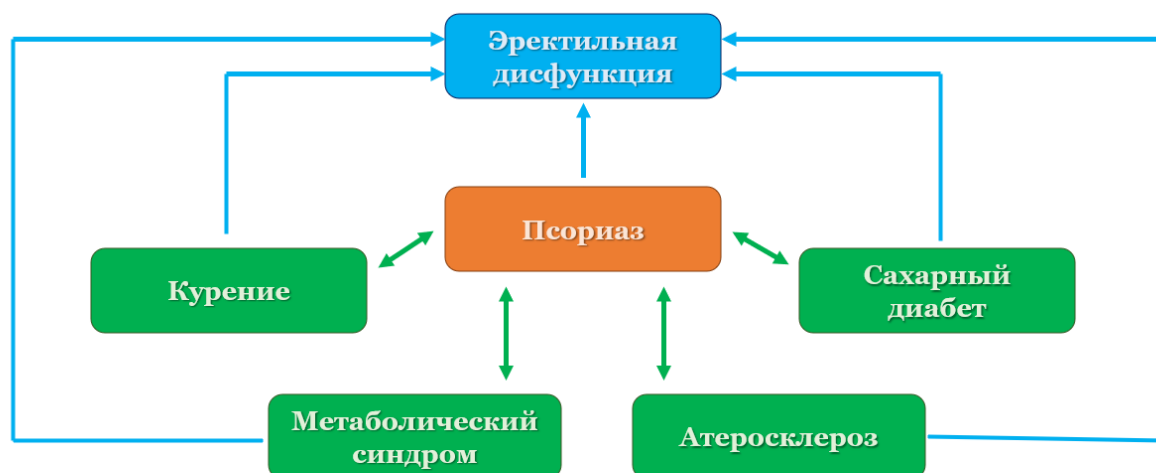 Эректильная
дисфункция
Псориаз
Курение
Сахарный
диабет
Метаболический
синдром
Атеросклероз